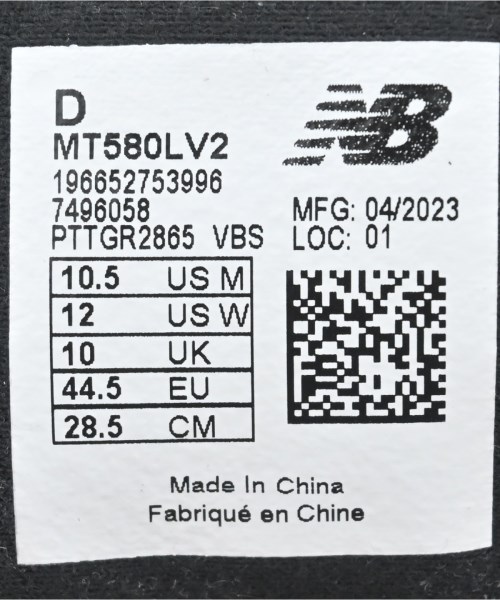 D
MT580LV2
196652753996
7496058
PTTGR2865 VBS
NB
MFG: 04/2023
LOC: 01
10.5 US M
12 US W
10 UK
44.5 EU
28.5 CM
Made In China
Fabriqué en Chine